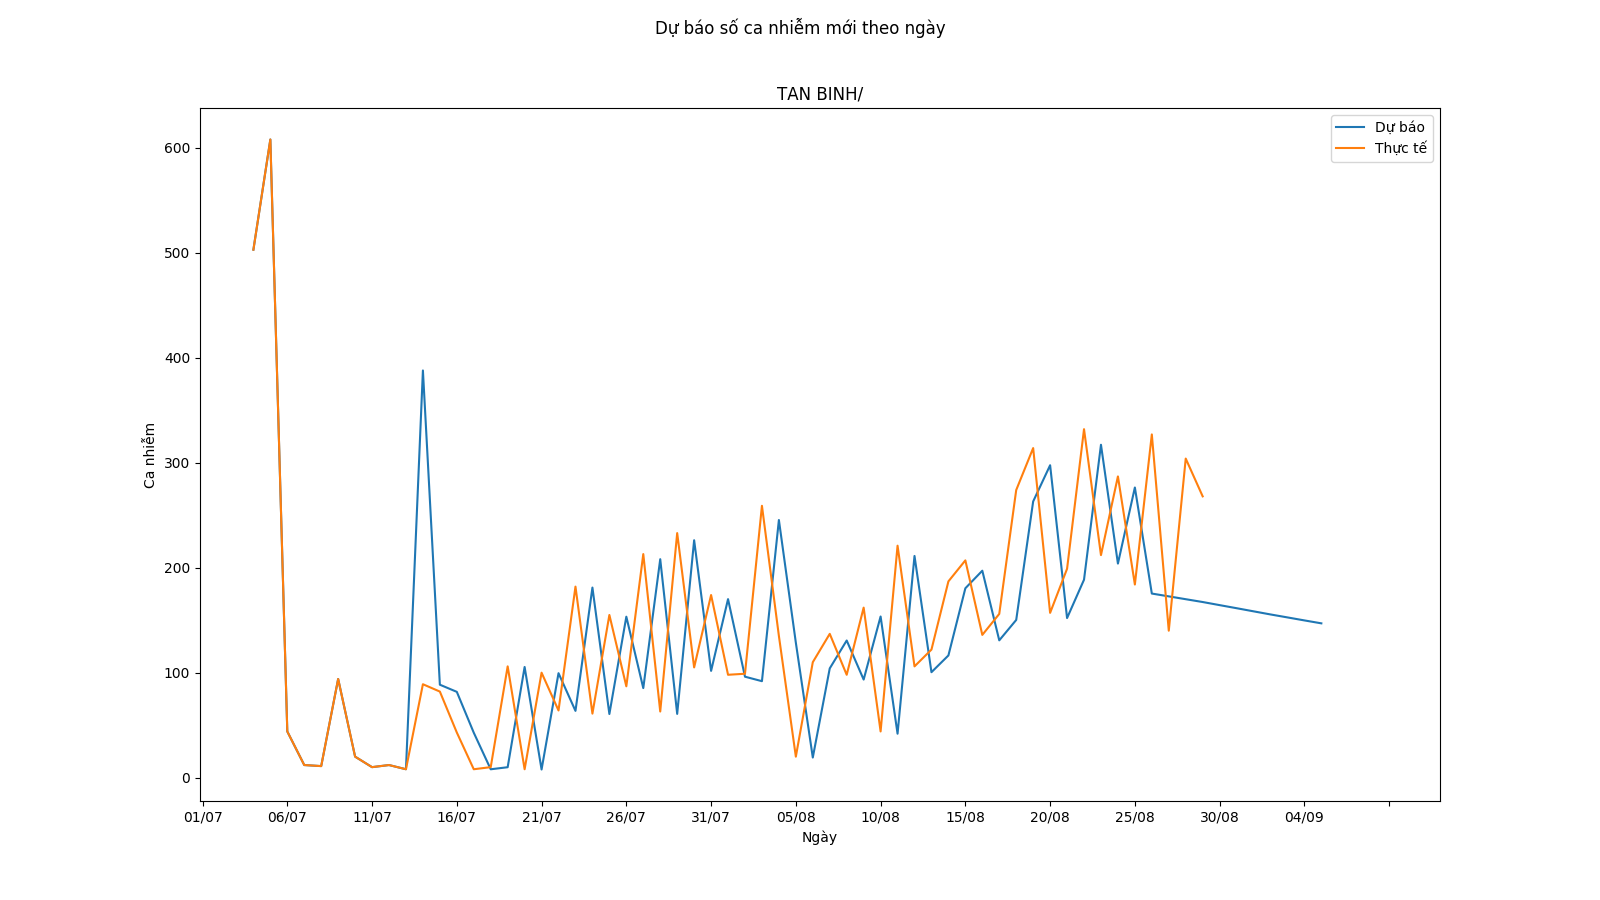 Dự báo số ca nhiễm mới theo ngày
TAN BINH/
Dự báo
Thực tế
600
500
400
300
200
100
0
Ca nhiễm
01/07 06/07 11/07 16/07 21/07 26/07 31/07 05/08 10/08 15/08 20/08 25/08 30/08 04/09
Ngày